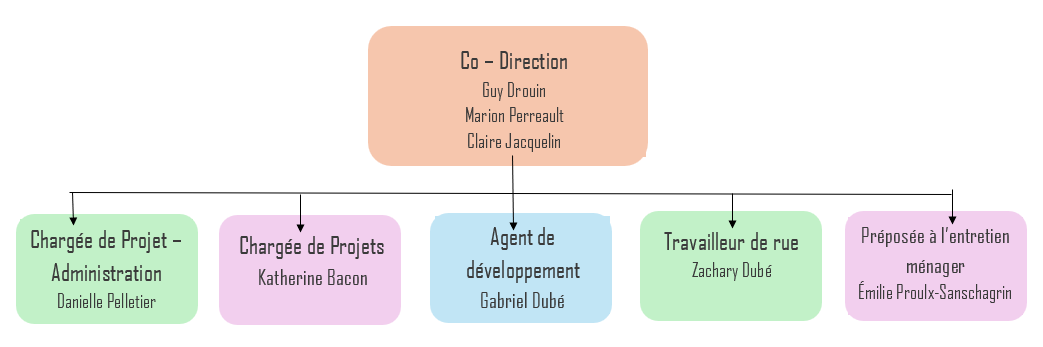 Co – Direction
Guy Drouin
Marion Perreault
Claire Jacquelin
Chargée de Projet –
Administration
Danielle Pelletier
Chargée de Projets
Katherine Bacon
Agent de
développement
Gabriel Dubé
Travailleur de rue
Zachary Dubé
Préposée à l'entretien
ménager
Émilie Proulx-Sanschagrin